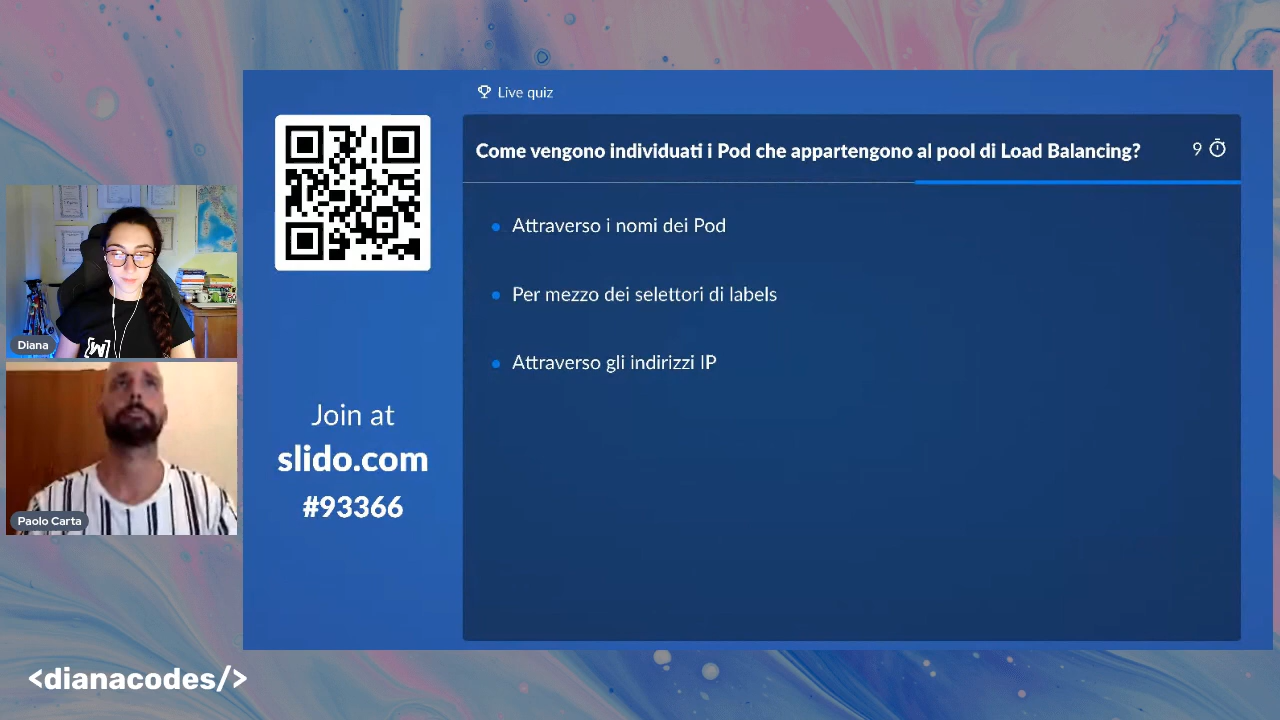 Live quiz
Come vengono individuati i Pod che appartengono al pool di Load Balancing?
9
Attraverso i nomi dei Pod
Per mezzo dei selettori di labels
Attraverso gli indirizzi IP
Join at
slido.com
#93366
Diana
Paolo Carta
<dianacodes/>